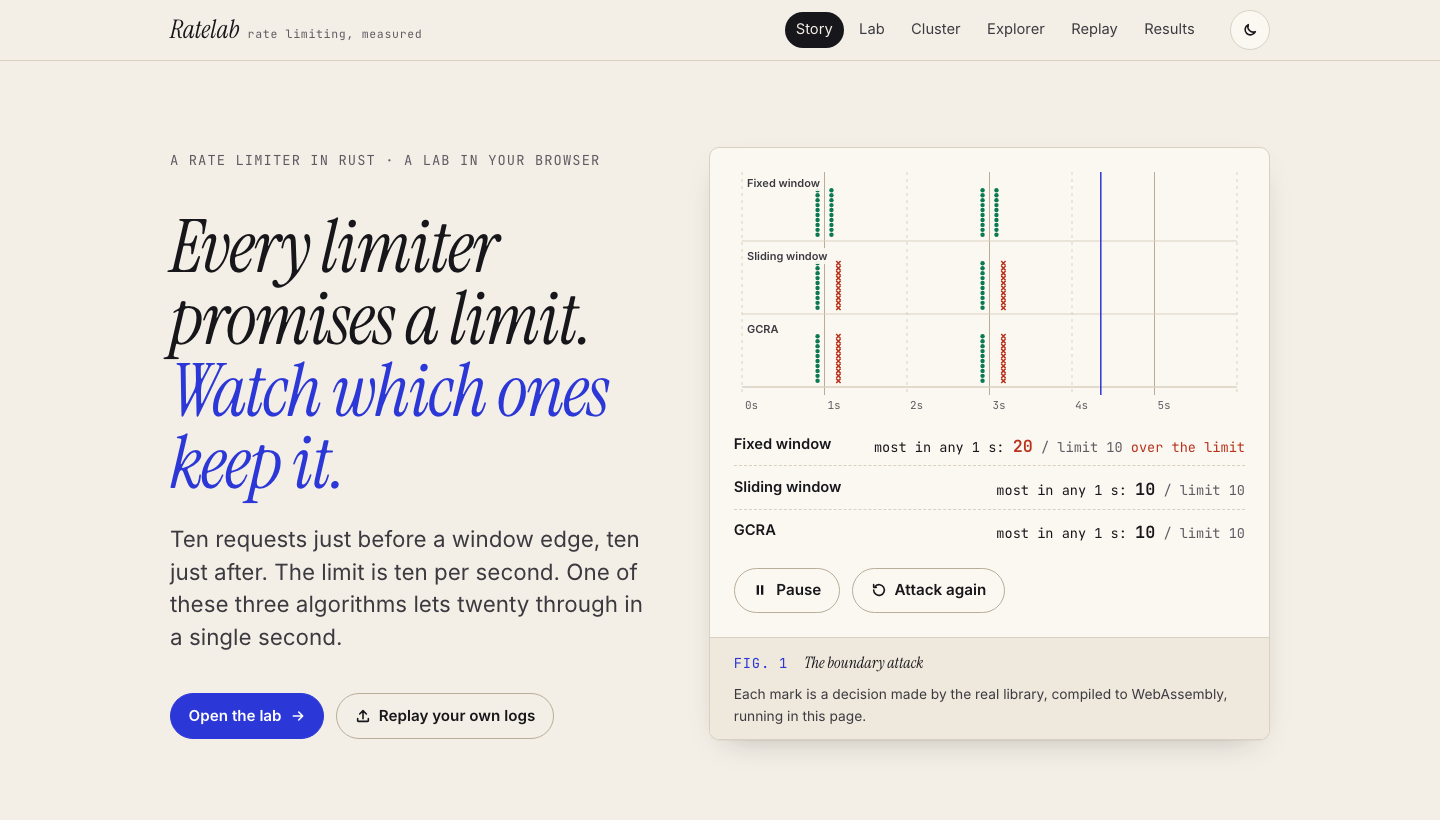 Ratelab rate limiting, measured
Story Lab Cluster Explorer Replay Results
A RATE LIMITER IN RUST · A LAB IN YOUR BROWSER
Every limiter
promises a limit.
Watch which ones
keep it.
Ten requests just before a window edge, ten
just after. The limit is ten per second. One of
these three algorithms lets twenty through in
a single second.
Open the lab →
Replay your own logs
Fixed window
Sliding window
GCRA
0s 1s 2s 3s 4s 5s
Fixed window most in any 1 s: 20 / limit 10 over the limit
Sliding window most in any 1 s: 10 / limit 10
GCRA most in any 1 s: 10 / limit 10
Pause Attack again
FIG. 1 The boundary attack
Each mark is a decision made by the real library, compiled to WebAssembly,
running in this page.